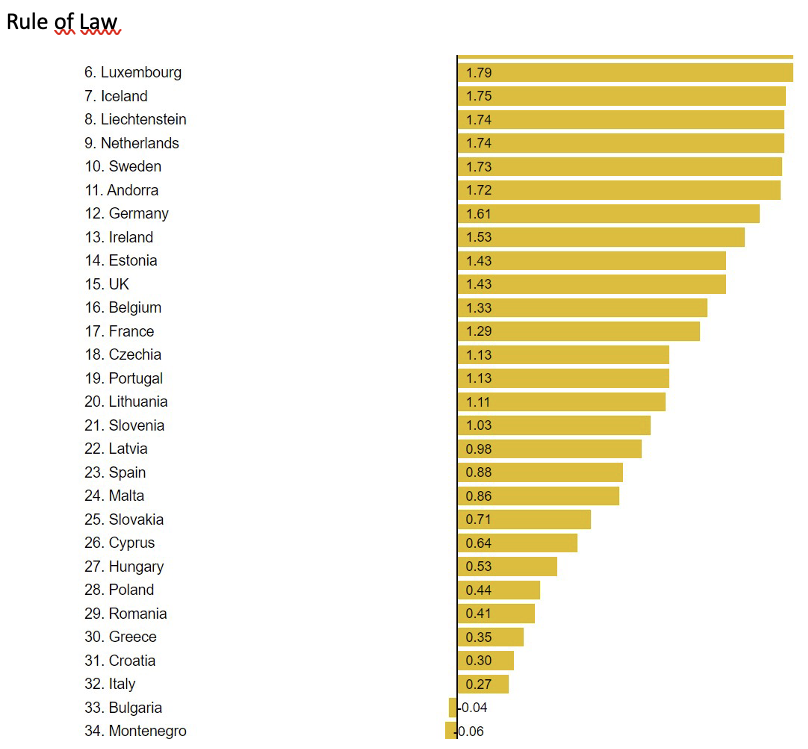 Rule of Law
6. Luxembourg 1.79
7. Iceland 1.75
8. Liechtenstein 1.74
9. Netherlands 1.74
10. Sweden 1.73
11. Andorra 1.72
12. Germany 1.61
13. Ireland 1.53
14. Estonia 1.43
15. UK 1.43
16. Belgium 1.33
17. France 1.29
18. Czechia 1.13
19. Portugal 1.13
20. Lithuania 1.11
21. Slovenia 1.03
22. Latvia 0.98
23. Spain 0.88
24. Malta 0.86
25. Slovakia 0.71
26. Cyprus 0.64
27. Hungary 0.53
28. Poland 0.44
29. Romania 0.41
30. Greece 0.35
31. Croatia 0.30
32. Italy 0.27
33. Bulgaria -0.04
34. Montenegro -0.06